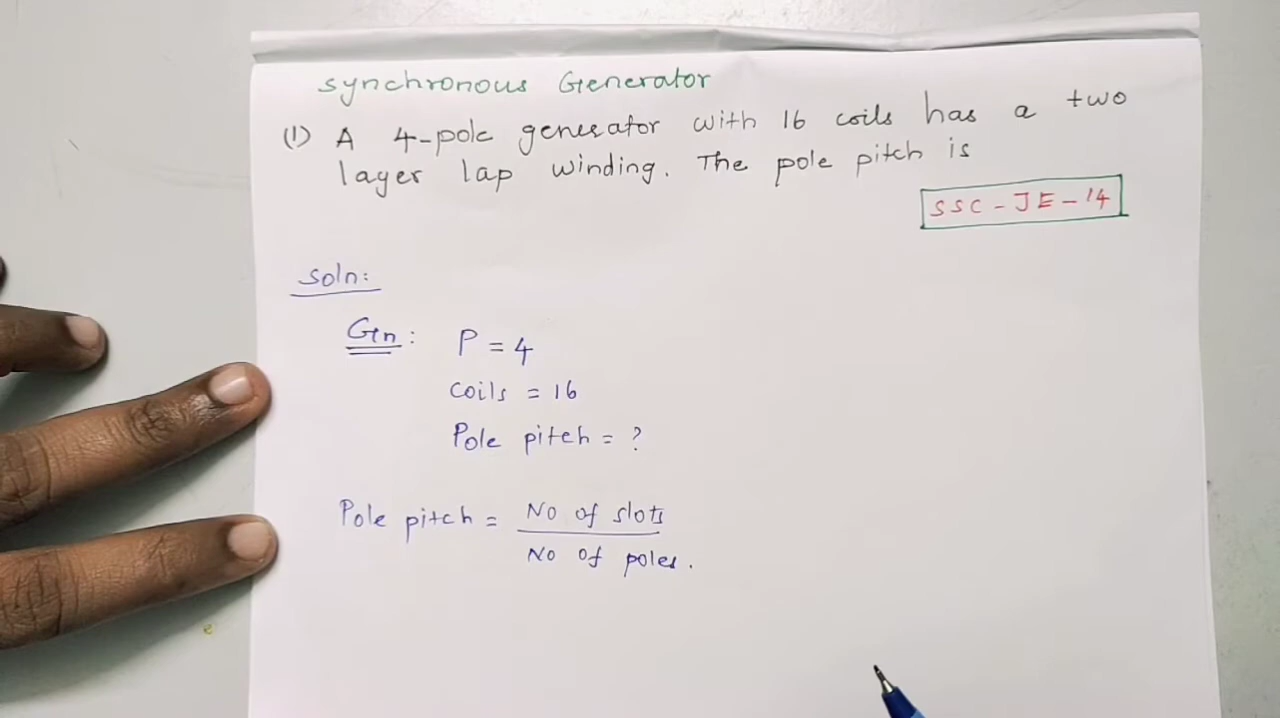 Synchronous Generator
(1) A 4-pole generator with 16 coils has a two
layer lap winding. The pole pitch is
SSC-JE-14
Soln:
Gn: P = 4
coils = 16
Pole pitch = ?
Pole pitch = No of slots
No of poles.